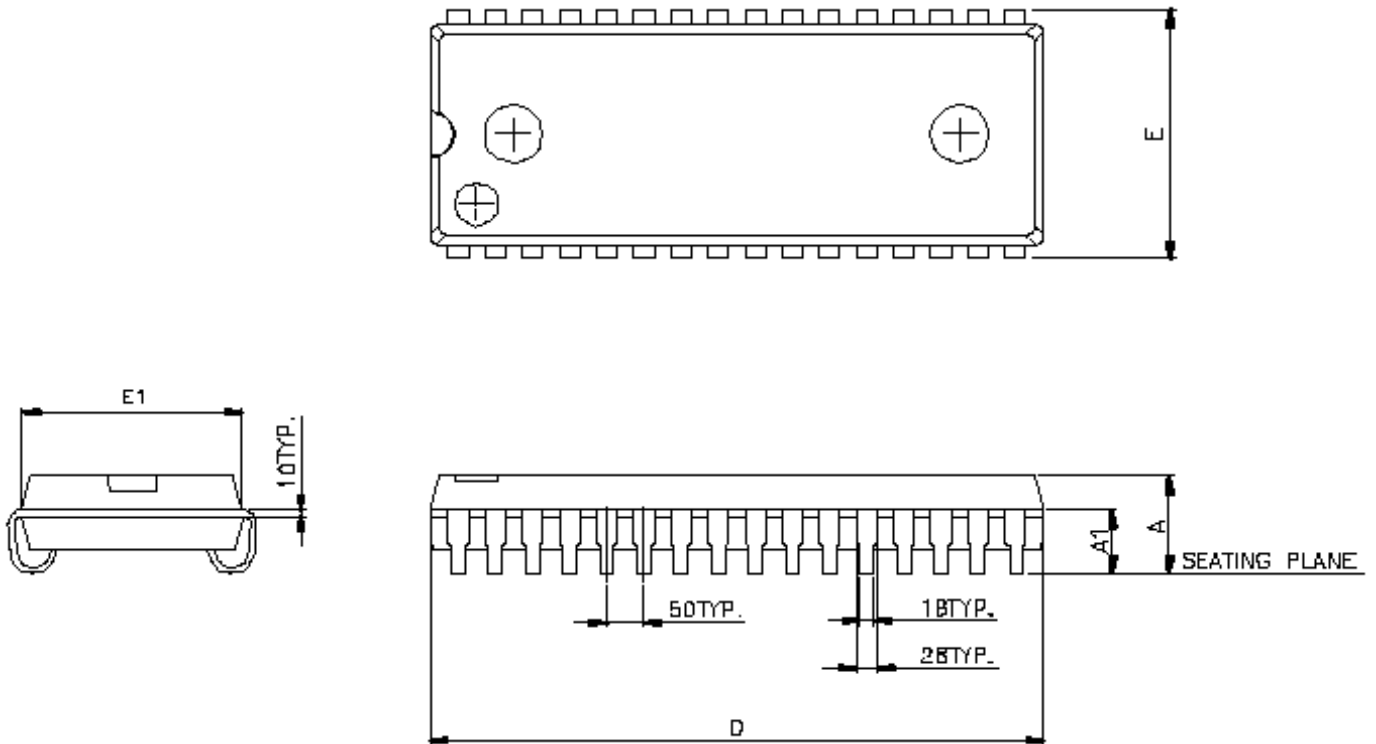 E
E1
10TYP.
A1
A
SEATING PLANE
50TYP.
18TYP.
28TYP.
D